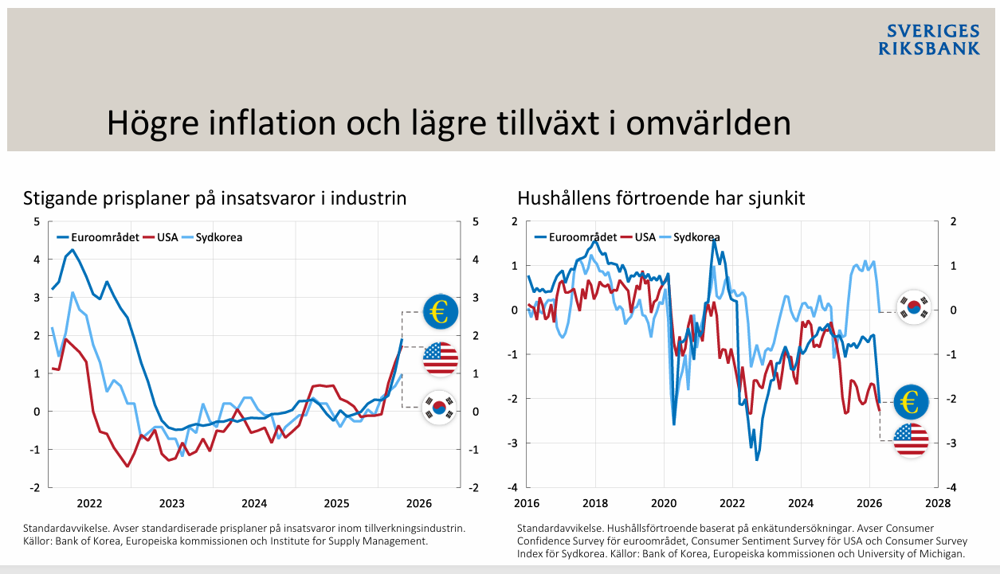 SVERIGES
RIKSBANK
Högre inflation och lägre tillväxt i omvärlden
Stigande prisplaner på insatsvaror i industrin
5 5
Euroområdet USA Sydkorea
4 4
3 3
€
2 2
1 1
0 0
-1 -1
-2 -2
2022 2023 2024 2025 2026
Standardavvikelse. Avser standardiserade prisplaner på insatsvaror inom tillverkningsindustrin.
Källor: Bank of Korea, Europeiska kommissionen och Institute for Supply Management.
Hushållens förtroende har sjunkit
2 2
Euroområdet USA Sydkorea
1 1
0 0
-1 -1
-2 -2
€
-3 -3
-4 -4
2016 2018 2020 2022 2024 2026 2028
Standardavvikelse. Hushållsförtroende baserat på enkätundersökningar. Avser Consumer
Confidence Survey för euroområdet, Consumer Sentiment Survey för USA och Consumer Survey
Index för Sydkorea. Källor: Bank of Korea, Europeiska kommissionen och University of Michigan.